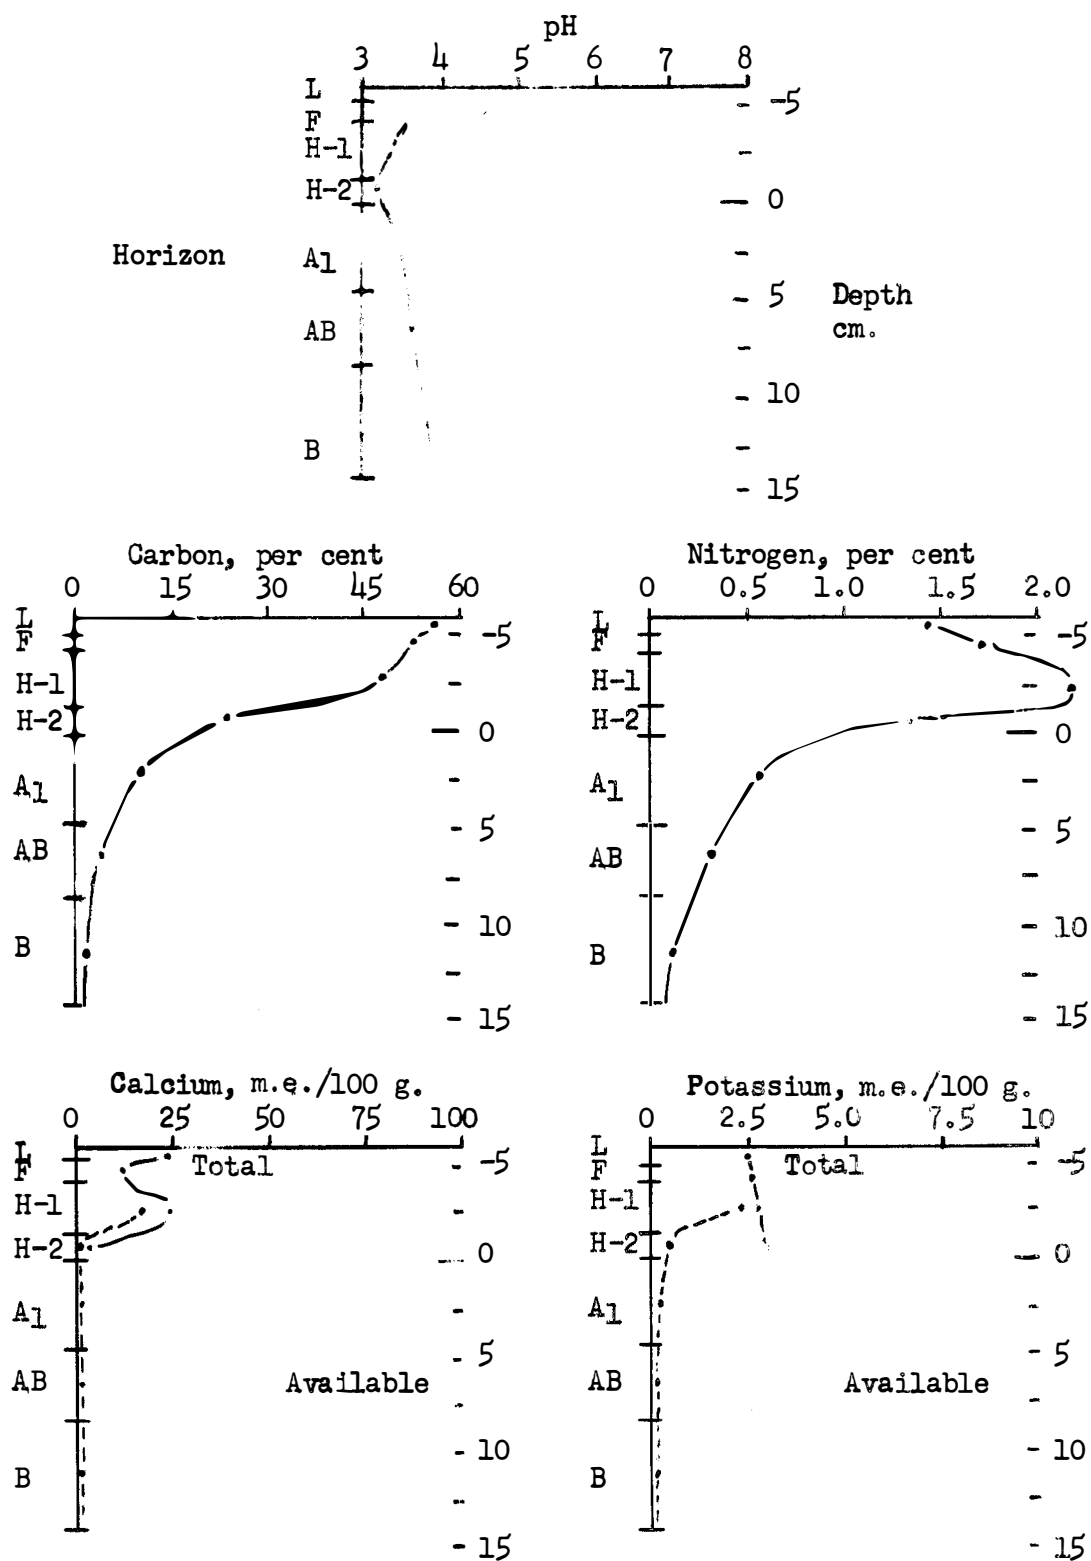 pH
3 4 5 6 7 8
L
-5
F
H-1
H-2
0
Horizon
A1
5
Depth
cm.
AB
10
B
15
Carbon, per cent
0 15 30 45 60
L
F
-5
H-1
H-2
0
A1
5
AB
10
B
15
Nitrogen, per cent
0 0.5 1.0 1.5 2.0
L
F
-5
H-1
H-2
0
A1
5
AB
10
B
15
Calcium, m.e./100 g.
0 25 50 75 100
L
F
Total
-5
H-1
H-2
0
A1
5
AB
Available
10
B
15
Potassium, m.e./100 g.
0 2.5 5.0 7.5 10
L
F
Total
-5
H-1
H-2
0
A1
5
AB
Available
10
B
15